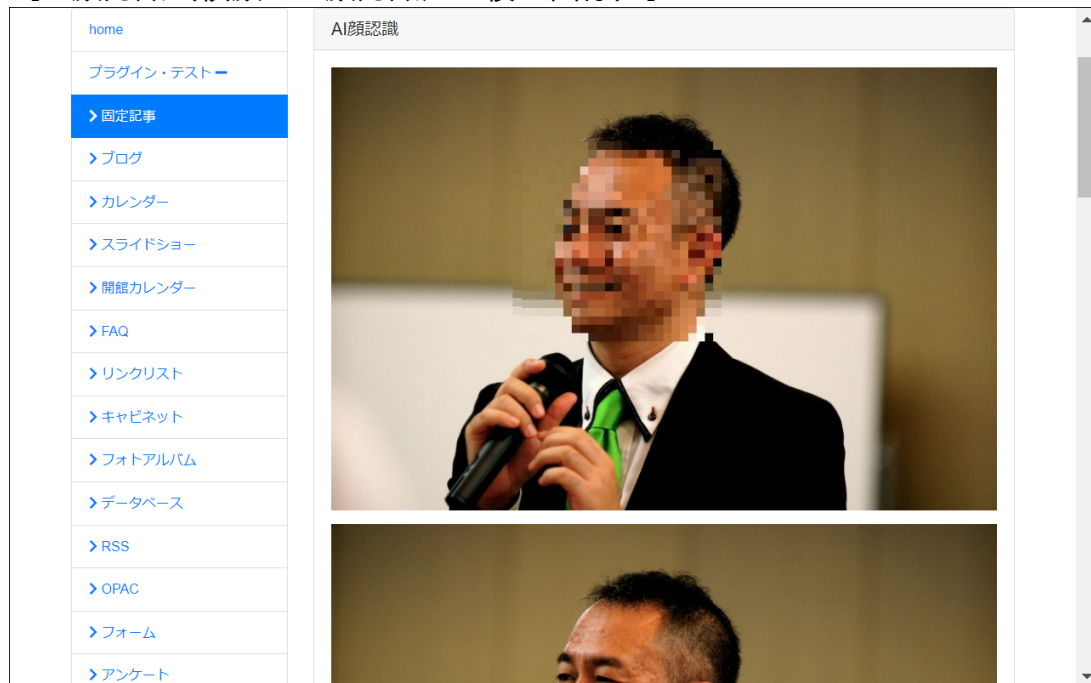 home
プラグイン・テスト
固定記事
ブログ
カレンダー
スライドショー
開館カレンダー
FAQ
リンクリスト
キャビネット
フォトアルバム
データベース
RSS
OPAC
フォーム
アンケート
AI顔認識